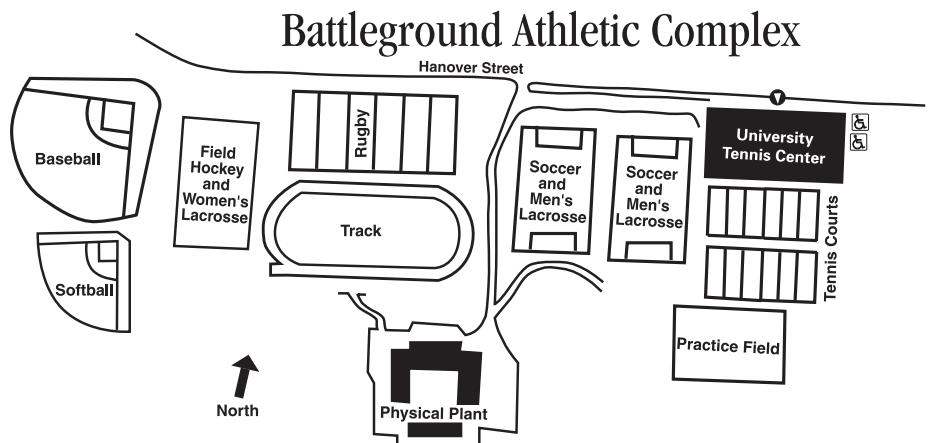 Battleground Athletic Complex
Hanover Street
Baseball
Field
Hockey
and
Women's
Lacrosse
Rugby
Soccer
and
Men's
Lacrosse
Soccer
and
Men's
Lacrosse
University
Tennis Center
Track
Tennis Courts
Softball
Practice Field
North
Physical Plant